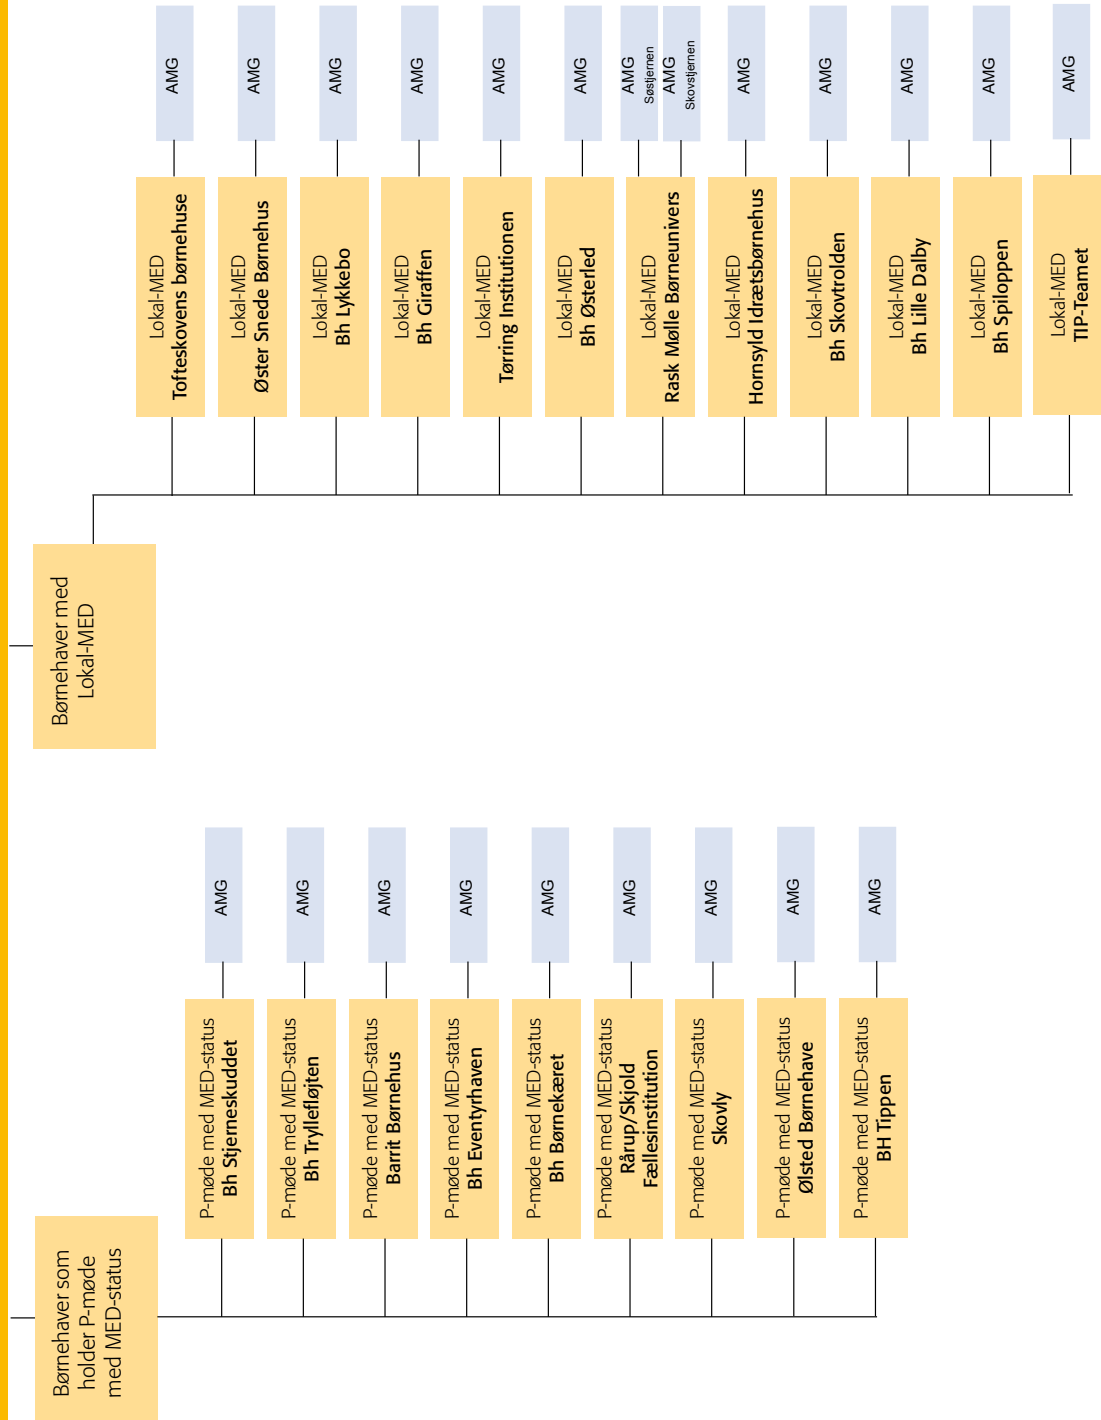 Børnehaver som
holder P-møde
med MED-status
P-møde med MED-status
Bh Stjerneskuddet
AMG
P-møde med MED-status
Bh Tryllefløjten
AMG
P-møde med MED-status
Barrit Børnehus
AMG
P-møde med MED-status
Bh Eventyrhaven
AMG
P-møde med MED-status
Bh Børnekæret
AMG
P-møde med MED-status
Rårup/Skjold
Fællesinstitution
AMG
P-møde med MED-status
Skovly
AMG
P-møde med MED-status
Ølsted Børnehave
AMG
P-møde med MED-status
BH Tippen
AMG
Børnehaver med
Lokal-MED
Lokal-MED
Tofteskovens børnehuse
AMG
Lokal-MED
Øster Snede Børnehus
AMG
Lokal-MED
Bh Lykkebo
AMG
Lokal-MED
Bh Giraffen
AMG
Lokal-MED
Tørring Institutionen
AMG
Lokal-MED
Bh Østerled
AMG
Lokal-MED
Rask Mølle Børneunivers
AMG
Søstjernen
AMG
Skovstjernen
Lokal-MED
Hornsyld Idrætsbørnehus
AMG
Lokal-MED
Bh Skovtrolden
AMG
Lokal-MED
Bh Lille Dalby
AMG
Lokal-MED
Bh Spiloppen
AMG
Lokal-MED
TIP-Teamet
AMG